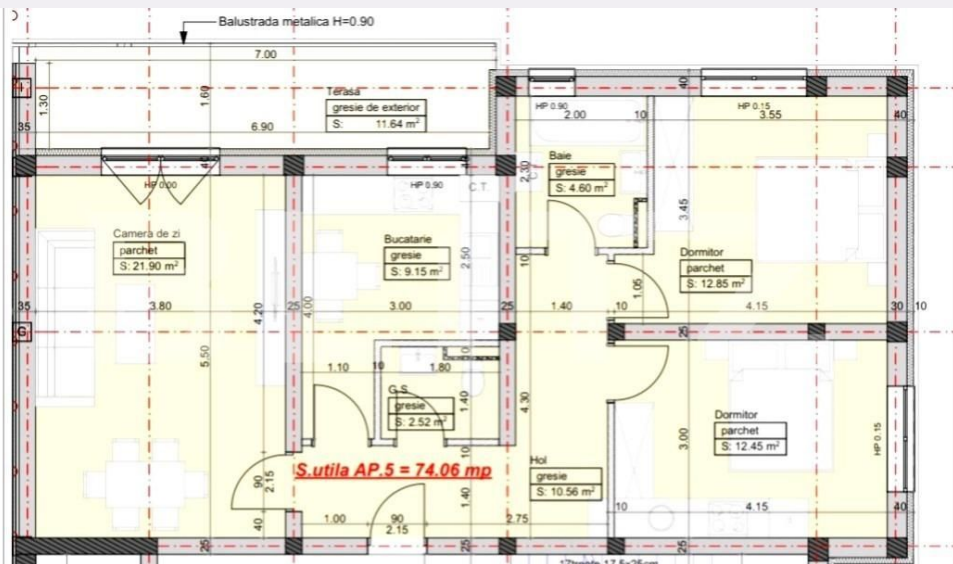 Balustrada metalica H=0.90
7.00
1.30
1.60
Terasa
gresie de exterior
S: 11.64 m²
6.90
35
40
HP 0.90
2.00
10
HP 0.15
3.55
40
40
Baie
gresie
S: 4.60 m²
2.30
3.45
HP 0.00
HP 0.90
C.T.
Camera de zi
parchet
S: 21.90 m²
Bucatarie
gresie
S: 9.15 m²
2.50
10
1.05
Dormitor
parchet
S: 12.85 m²
35
3.80
4.20
25
4.00
3.00
25
1.40
10
4.15
30
10
G
5.50
25
1.10
10
1.80
G.S.
gresie
S: 2.52 m²
1.40
4.30
3.00
Dormitor
parchet
S: 12.45 m²
HP 0.15
S.utila AP.5 = 74.06 mp
10
Hol
gresie
S: 10.56 m²
90
2.15
40
1.40
1.00
90
2.15
2.75
10
4.15
40
25
25
25